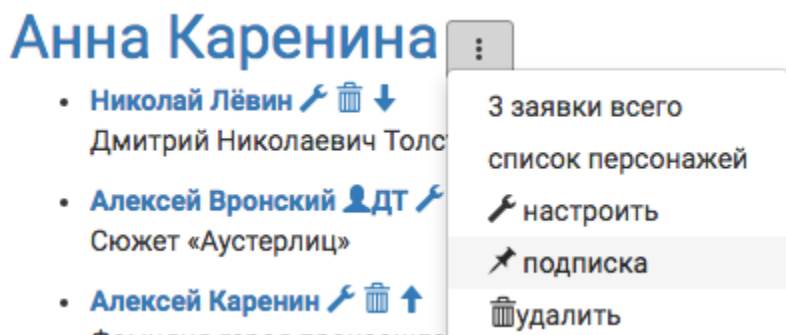 Анна Каренина
Николай Лёвин
Дмитрий Николаевич
Алексей Вронский ДТ
Сюжет «Аустерлиц»
Алексей Каренин
3 заявки всего
список персонажей
настроить
подписка
удалить